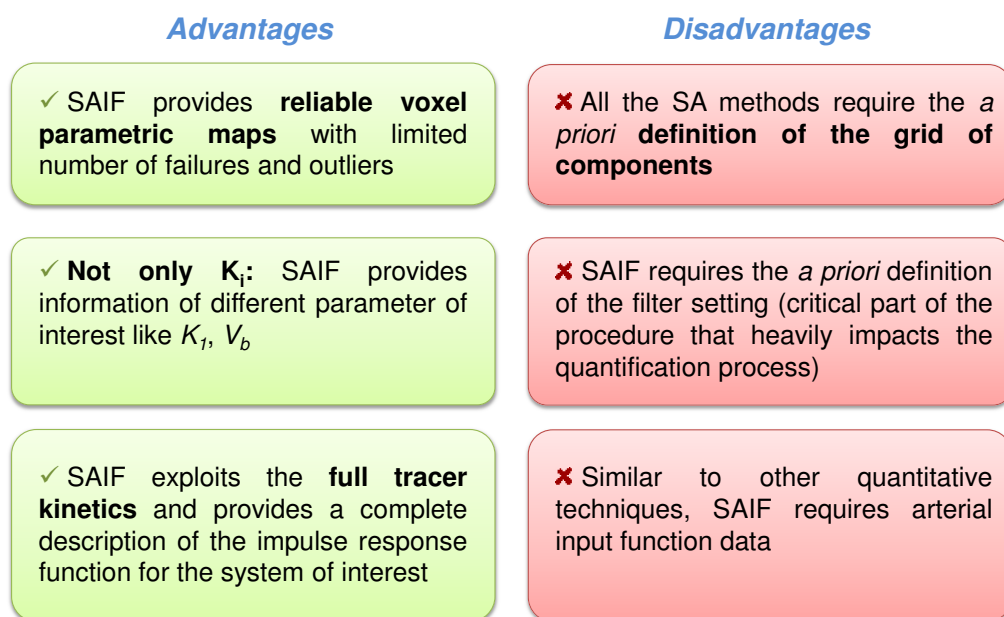 Advantages
✓ SAIF provides reliable voxel
parametric maps with limited
number of failures and outliers
✓ Not only Ki: SAIF provides
information of different parameter of
interest like K1, Vb
✓ SAIF exploits the full tracer
kinetics and provides a complete
description of the impulse response
function for the system of interest
Disadvantages
✖ All the SA methods require the a
priori definition of the grid of
components
✖ SAIF requires the a priori definition
of the filter setting (critical part of the
procedure that heavily impacts the
quantification process)
✖ Similar to other quantitative
techniques, SAIF requires arterial
input function data